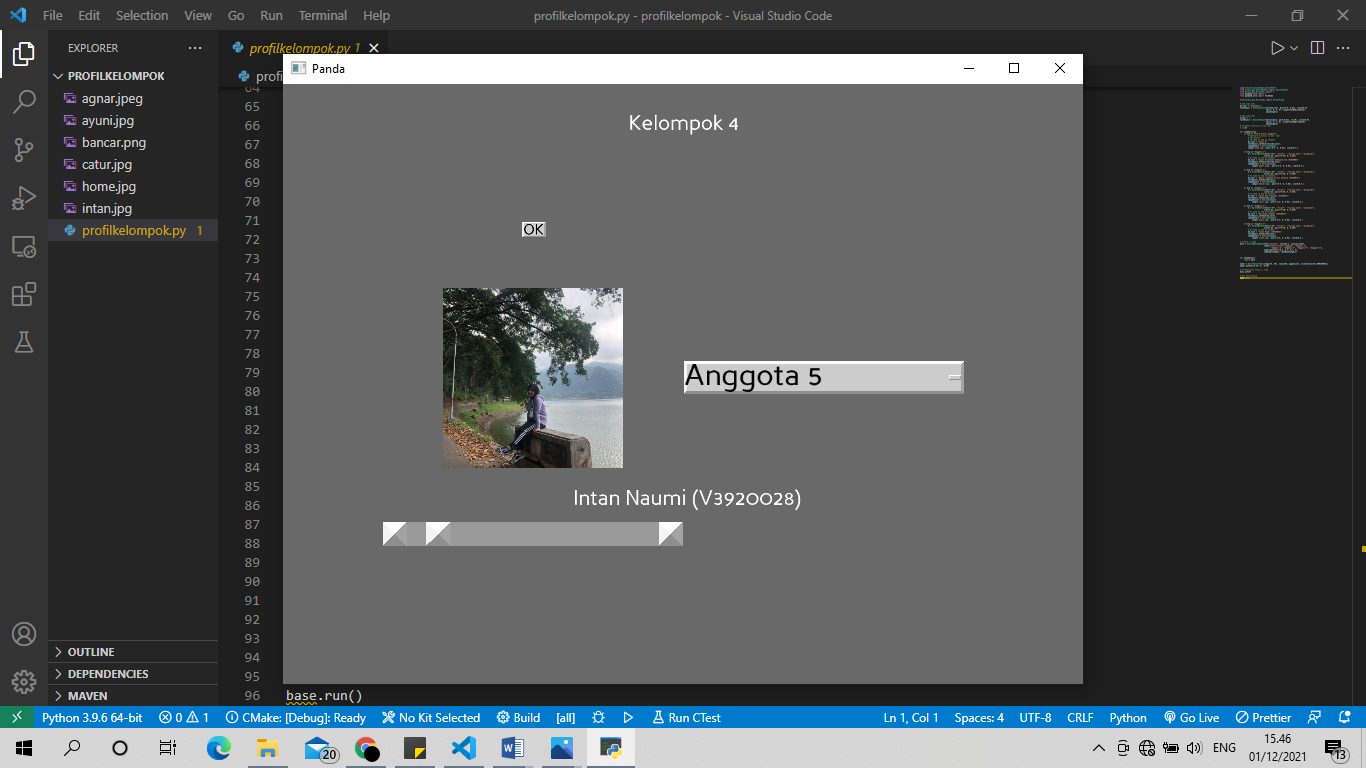 File Edit Selection View Go Run Terminal Help
profilkelompok.py - profilkelompok - Visual Studio Code
EXPLORER
PROFILKELOMPOK
agnar.jpeg
ayuni.jpg
bancar.png
catur.jpg
home.jpg
intan.jpg
profilkelompok.py 1
OUTLINE
DEPENDENCIES
MAVEN
profilkelompok.py 1
profi
Panda
Kelompok 4
OK
Anggota 5
Intan Naumi (V3920028)
64
65
66
67
68
69
70
71
72
73
74
75
76
77
78
79
80
81
82
83
84
85
86
87
88
89
90
91
92
93
94
95
96 base.run()
Python 3.9.6 64-bit 0 1 CMake: [Debug]: Ready No Kit Selected Build [all] Run CTest Ln 1, Col 1 Spaces: 4 UTF-8 CRLF Python Go Live Prettier
20
ENG
15.46
01/12/2021
13